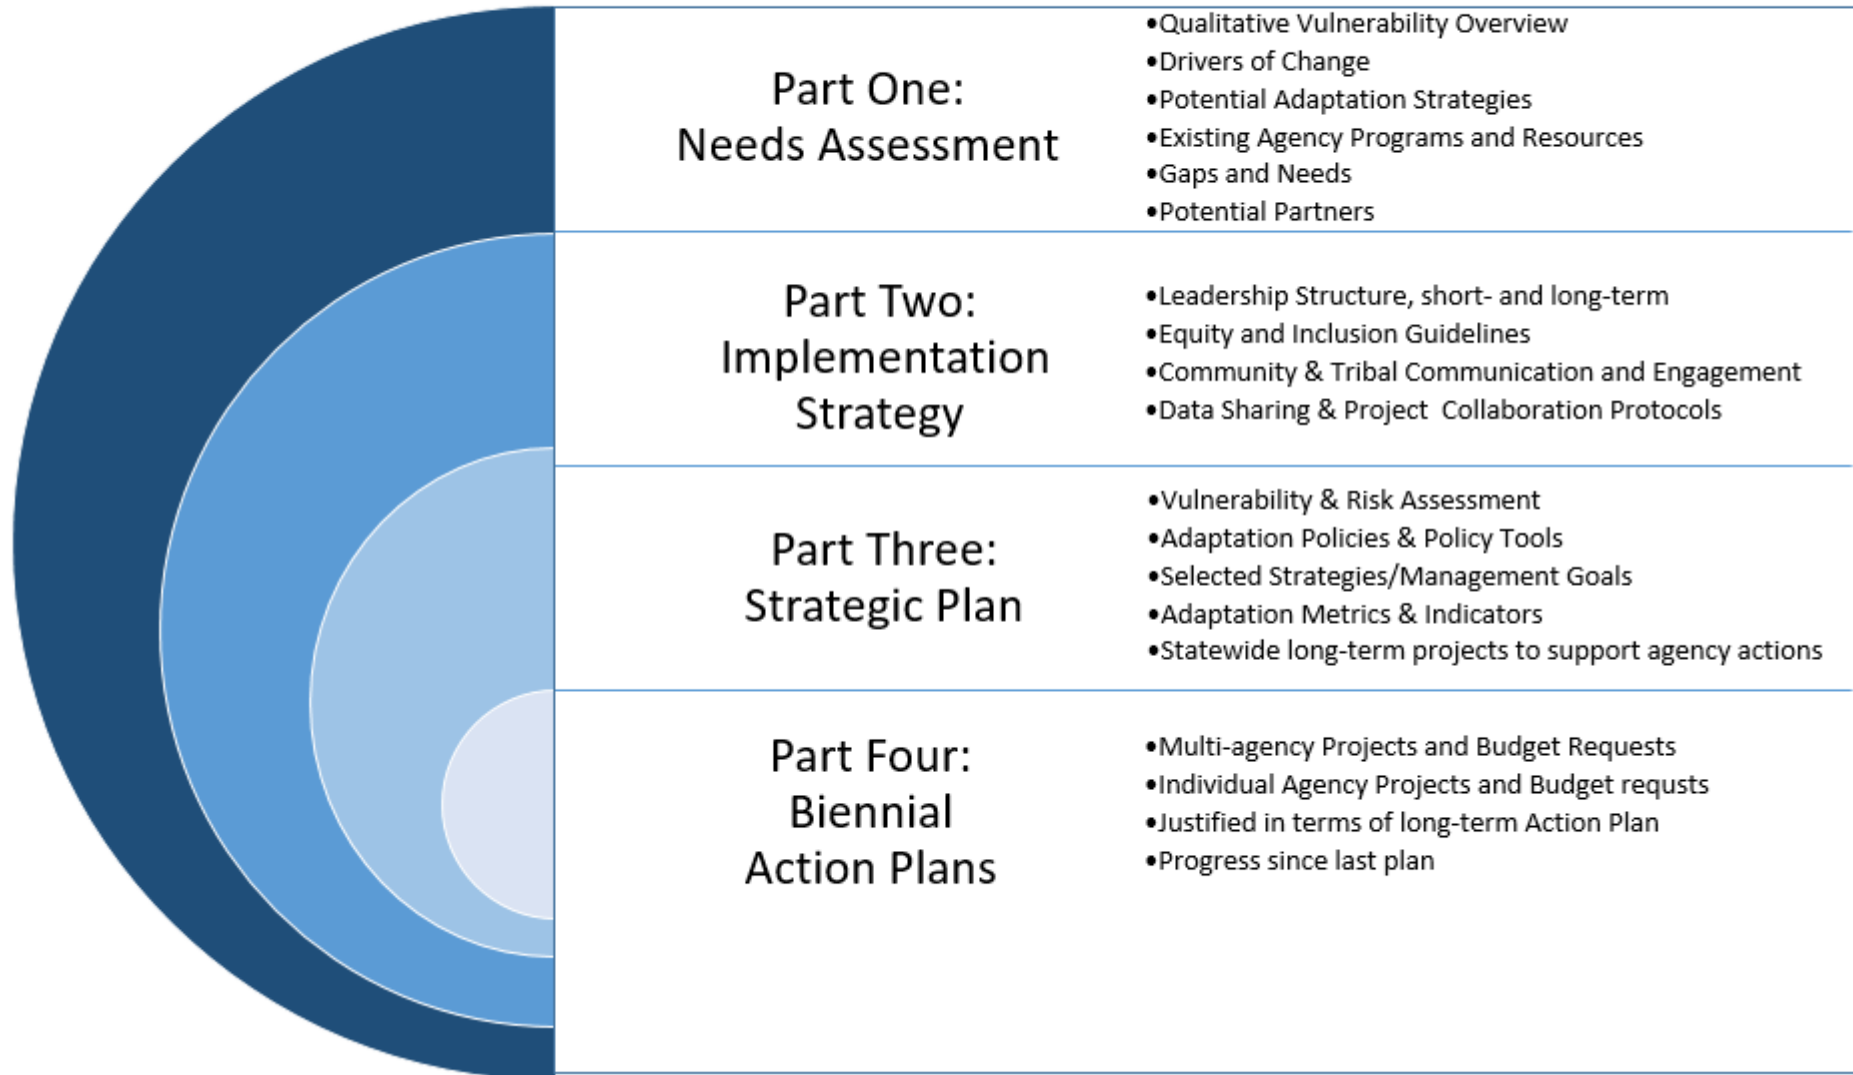 Part One:
Needs Assessment
•Qualitative Vulnerability Overview
•Drivers of Change
•Potential Adaptation Strategies
•Existing Agency Programs and Resources
•Gaps and Needs
•Potential Partners
Part Two:
Implementation
Strategy
•Leadership Structure, short- and long-term
•Equity and Inclusion Guidelines
•Community & Tribal Communication and Engagement
•Data Sharing & Project  Collaboration Protocols
Part Three:
Strategic Plan
•Vulnerability & Risk Assessment
•Adaptation Policies & Policy Tools
•Selected Strategies/Management Goals
•Adaptation Metrics & Indicators
•Statewide long-term projects to support agency actions
Part Four:
Biennial
Action Plans
•Multi-agency Projects and Budget Requests
•Individual Agency Projects and Budget requsts
•Justified in terms of long-term Action Plan
•Progress since last plan